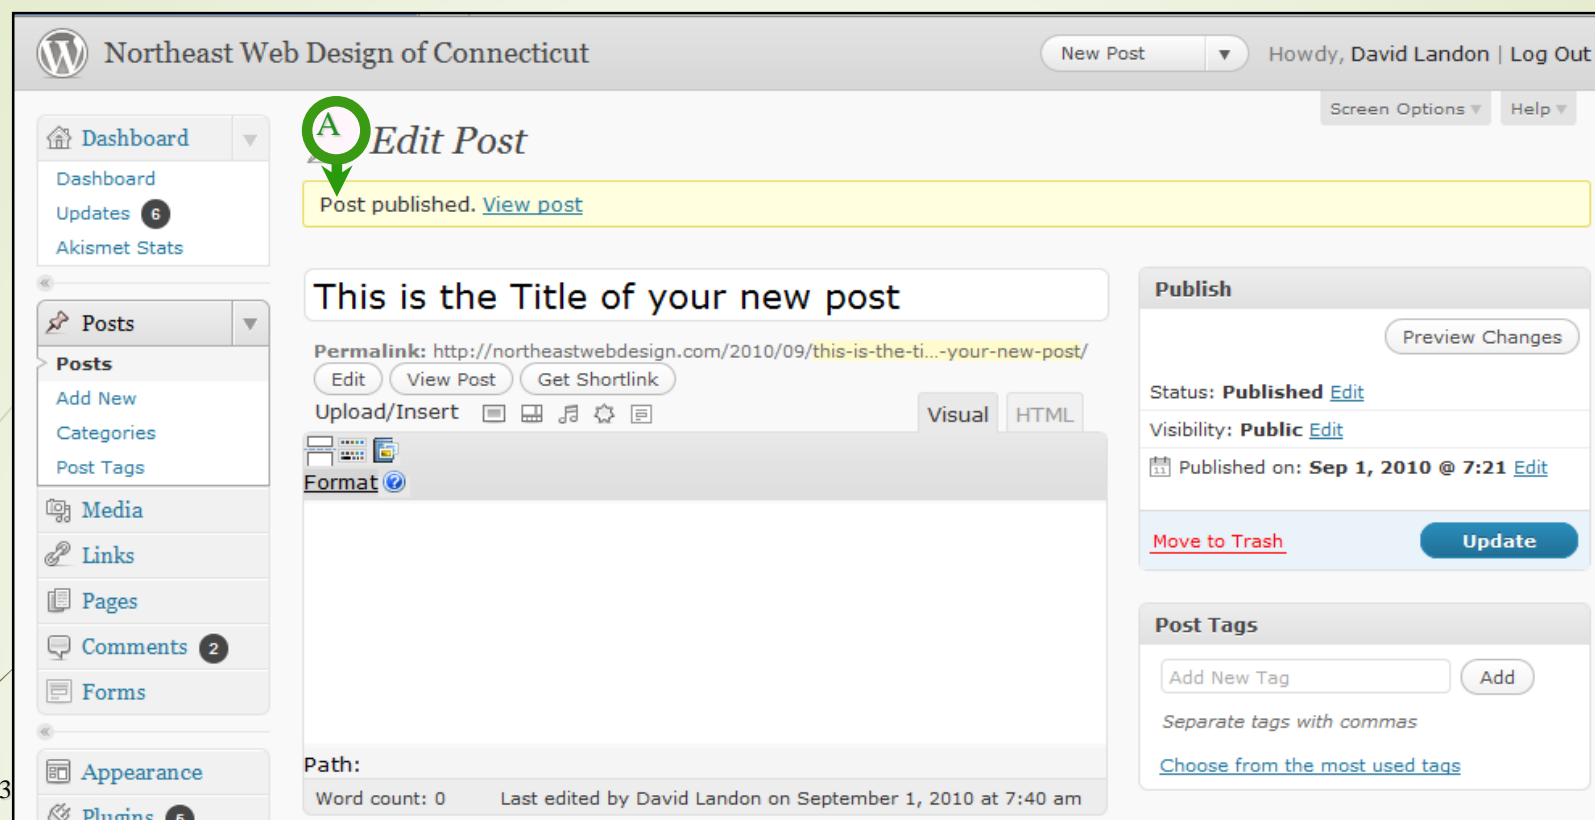 Northeast Web Design of Connecticut
New Post
Howdy, David Landon | Log Out
Screen Options
Help
Dashboard
Dashboard
Updates 6
Akismet Stats
Posts
Posts
Add New
Categories
Post Tags
Media
Links
Pages
Comments 2
Forms
Appearance
Plugins 5
3
A
Edit Post
Post published. View post
This is the Title of your new post
Permalink: http://northeastwebdesign.com/2010/09/this-is-the-ti...-your-new-post/
Edit View Post Get Shortlink
Upload/Insert
Visual HTML
Format
Path:
Word count: 0 Last edited by David Landon on September 1, 2010 at 7:40 am
Publish
Preview Changes
Status: Published Edit
Visibility: Public Edit
11 Published on: Sep 1, 2010 @ 7:21 Edit
Move to Trash Update
Post Tags
Add New Tag Add
Separate tags with commas
Choose from the most used tags